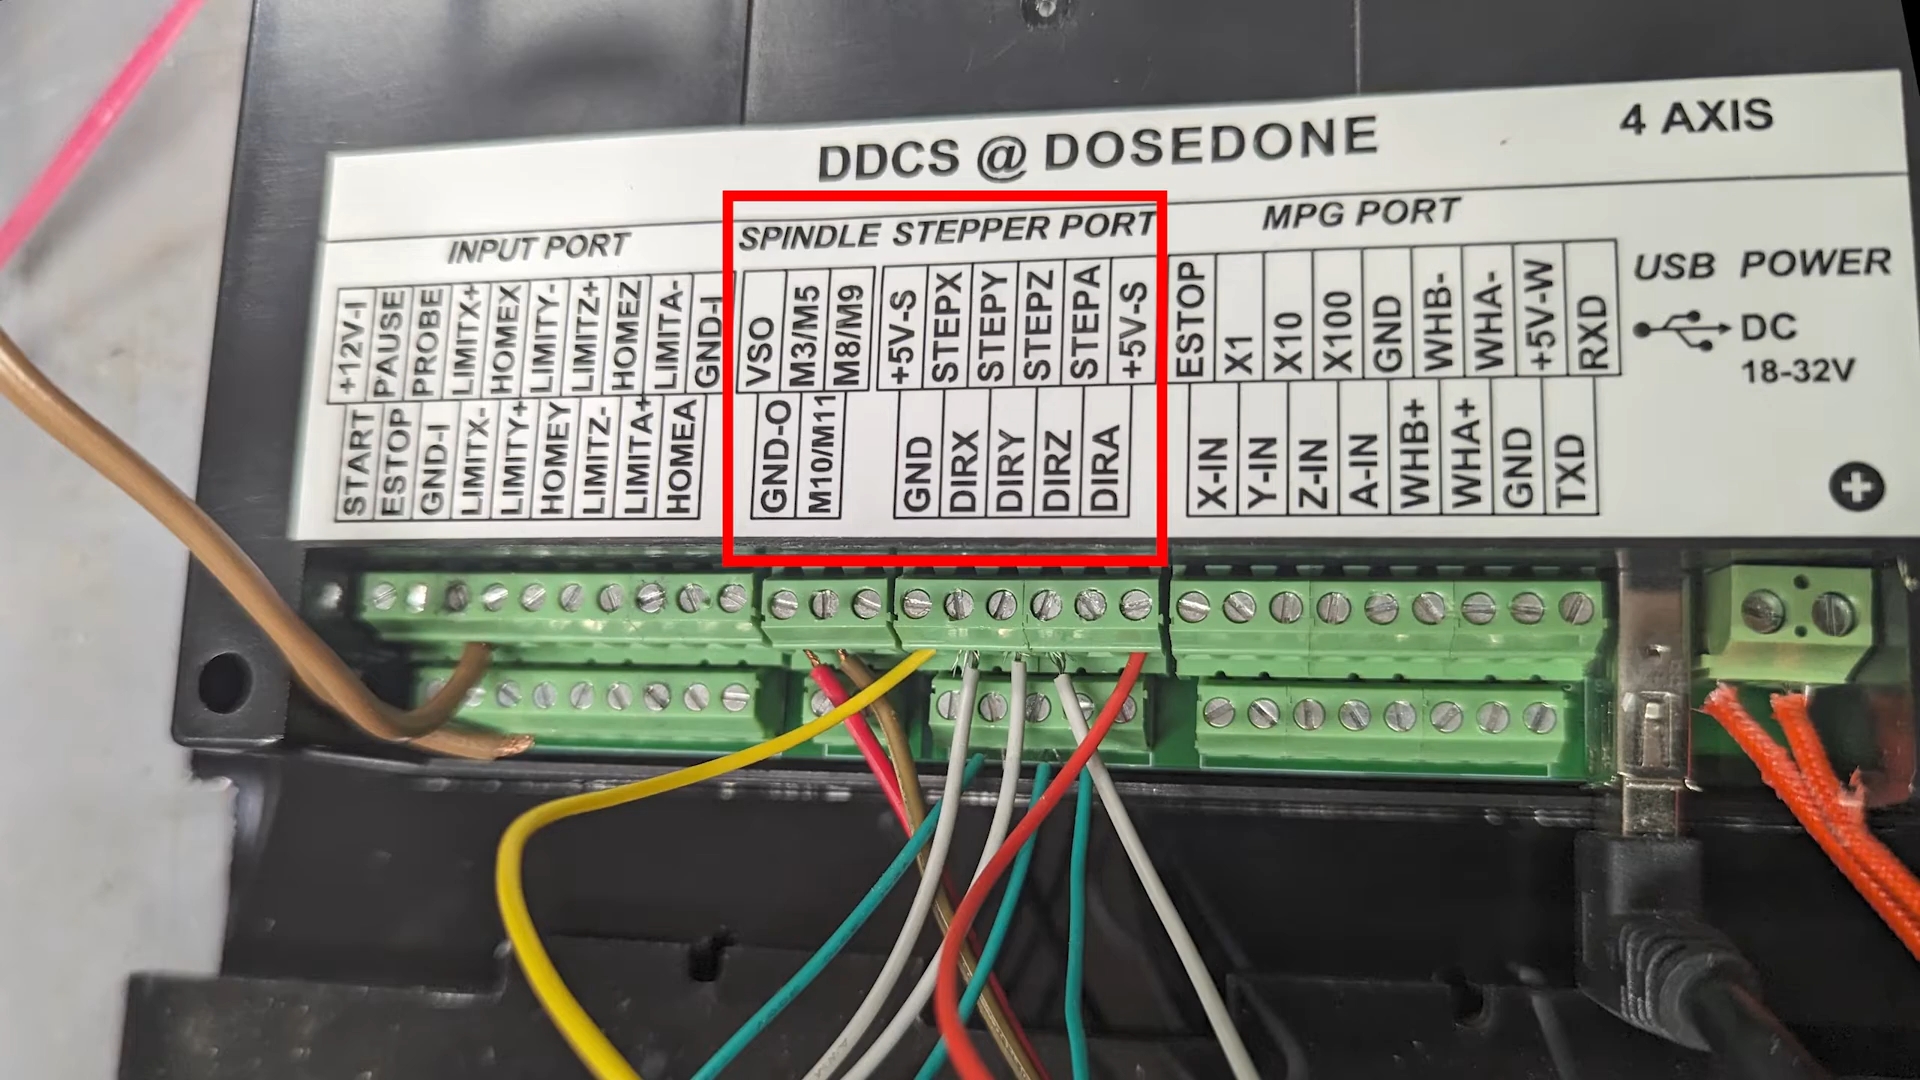 DDCS @ DOSEDONE
4 AXIS
INPUT PORT
SPINDLE STEPPER PORT
MPG PORT
USB POWER
+12V-I PAUSE PROBE LIMITX+ HOMEX LIMITY- LIMITZ+ HOMEZ LIMITA- GND-I
VSO M3/M5 M8/M9
+5V-S STEPX STEPY STEPZ STEPA +5V-S
ESTOP X1 X10 X100 GND WHB- WHA- +5V-W RXD
DC
18-32V
START ESTOP GND-I LIMITX- LIMITY+ HOMEY LIMITZ- LIMITA+ HOMEA
GND-O M10/M11
GND DIRX DIRY DIRZ DIRA
X-IN Y-IN Z-IN A-IN WHB+ WHA+ GND TXD